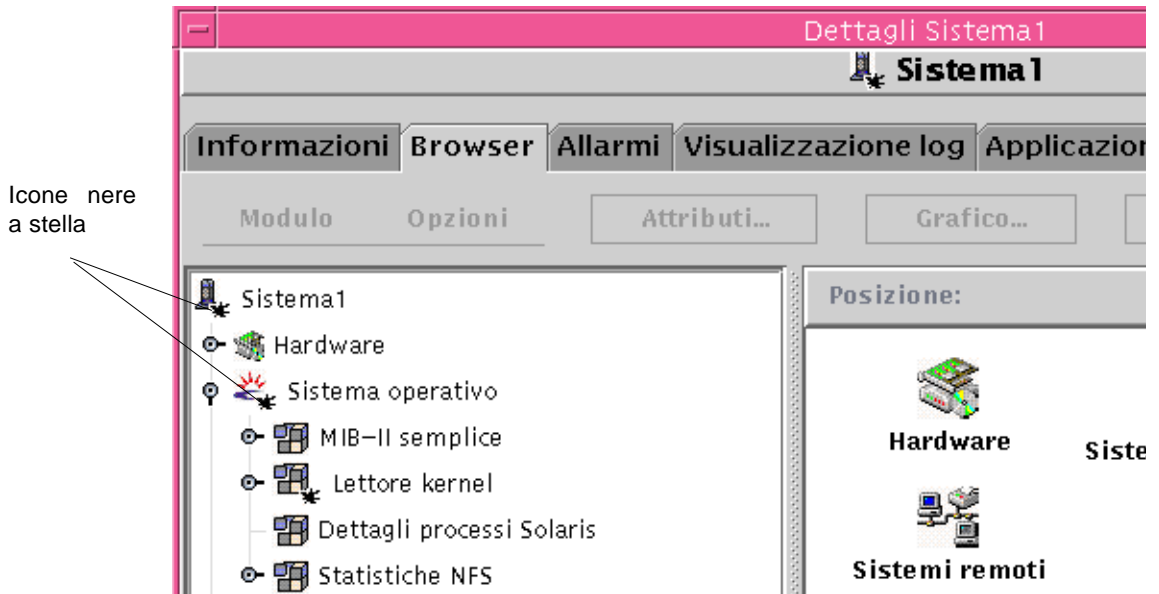 Dettagli Sistema1
Sistema1
Informazioni Browser Allarmi Visualizzazione log Applicazion
Icone nere
a stella
Modulo Opzioni Attributi... Grafico...
Sistema1
Posizione:
Hardware
Sistema operativo
MIB-II semplice
Hardware
Siste
Lettore kernel
Dettagli processi Solaris
Sistemi remoti
Statistiche NFS